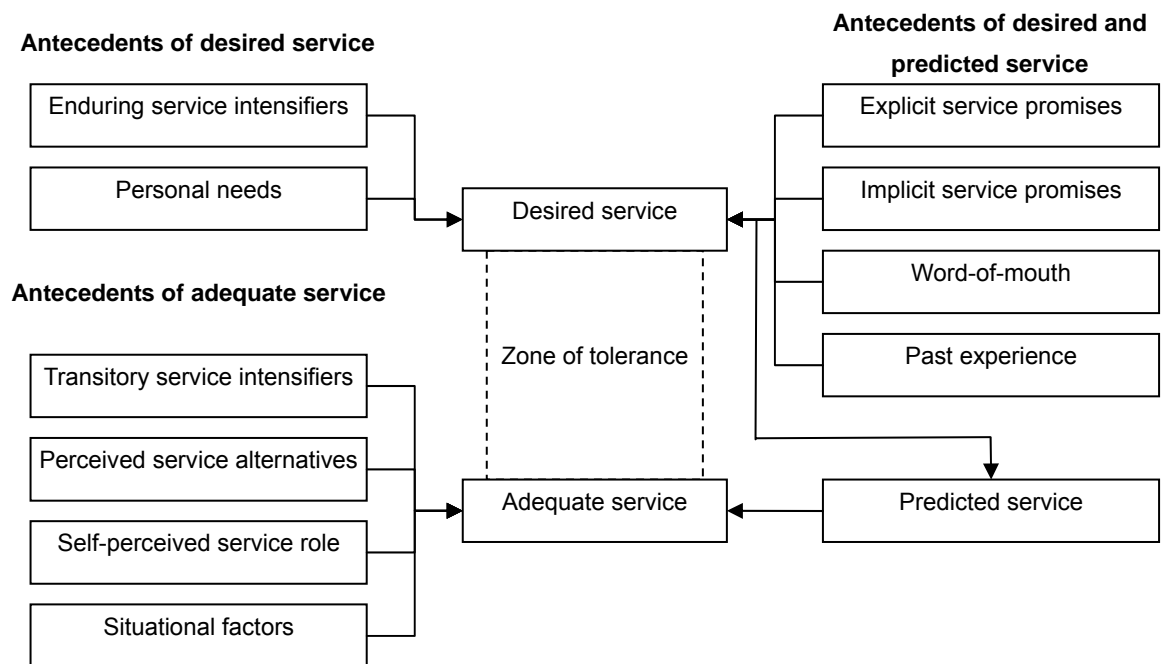 Antecedents of desired service
Enduring service intensifiers
Personal needs
Antecedents of adequate service
Transitory service intensifiers
Perceived service alternatives
Self-perceived service role
Situational factors
Desired service
Zone of tolerance
Adequate service
Antecedents of desired and
predicted service
Explicit service promises
Implicit service promises
Word-of-mouth
Past experience
Predicted service